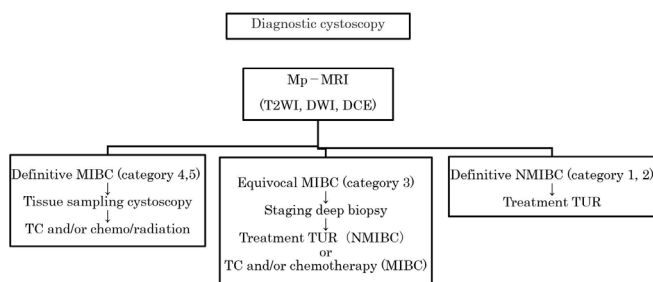 Diagnostic cystoscopy
Mp－MRI
(T2WI, DWI, DCE)
Definitive MIBC (category 4,5)
↓
Tissue sampling cystoscopy
↓
TC and/or chemo/radiation
Equivocal MIBC (category 3)
↓
Staging deep biopsy
↓
Treatment TUR（NMIBC）
or
TC and/or chemotherapy (MIBC)
Definitive NMIBC (category 1, 2)
↓
Treatment TUR